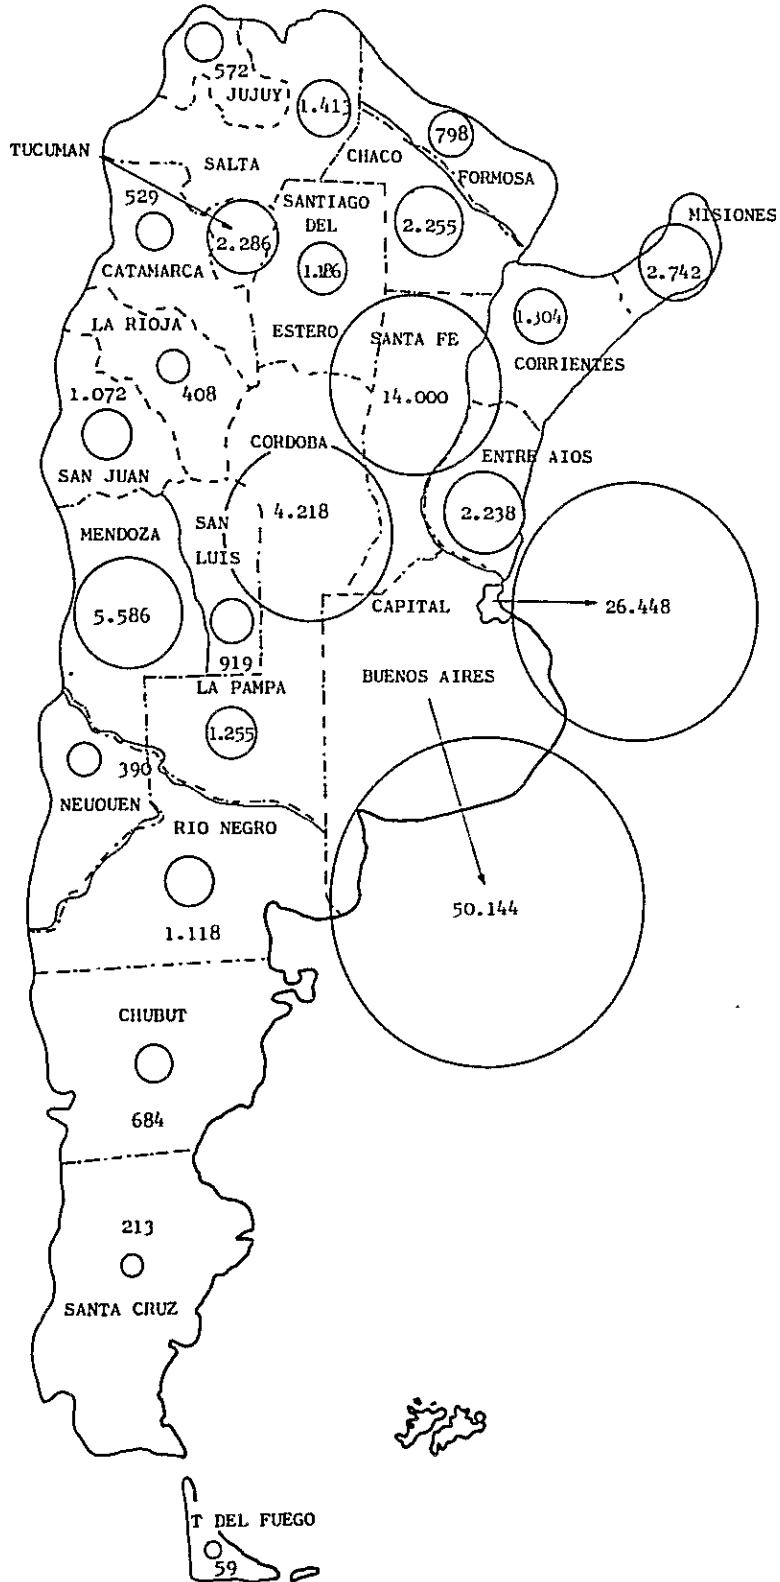 572
JUJUY
1.413
798
TUCUMAN
SALTA
CHACO
FORMOSA
529
SANTIAGO
DEL
MISIONES
2.286
2.255
CATAMARCA
1.186
2.742
LA RIOJA
ESTERO
SANTA FE
1.304
CORRIENTES
1.072
408
14.000
CORDOBA
ENTRE AIOS
SAN JUAN
MENDOZA
SAN
LUIS
4.218
2.238
5.586
CAPITAL
26.448
919
LA PAMPA
BUENOS AIRES
1.255
390
NEUOUEN
RIO NEGRO
50.144
1.118
CHUBUT
684
213
SANTA CRUZ
T DEL FUEGO
59